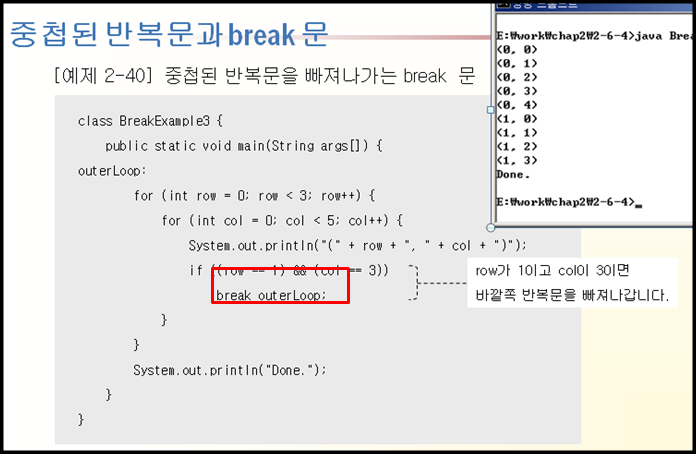 중첩된 반복문과 break 문
[예제 2-40] 중첩된 반복문을 빠져나가는 break 문
class BreakExample3 {
public static void main(String args[]) {
outerLoop:
for (int row = 0; row < 3; row++) {
for (int col = 0; col < 5; col++) {
System.out.println("(" + row + ", " + col + ")");
if ((row == 1) && (col == 3))
break outerLoop;
}
}
System.out.println("Done.");
}
}
row가 1이고 col이 3이면
바깥쪽 반복문을 빠져나갑니다.
E:\work\chap2\2-6-4>java Brea
(0, 0)
(0, 1)
(0, 2)
(0, 3)
(0, 4)
(1, 0)
(1, 1)
(1, 2)
(1, 3)
Done.
E:\work\chap2\2-6-4>_